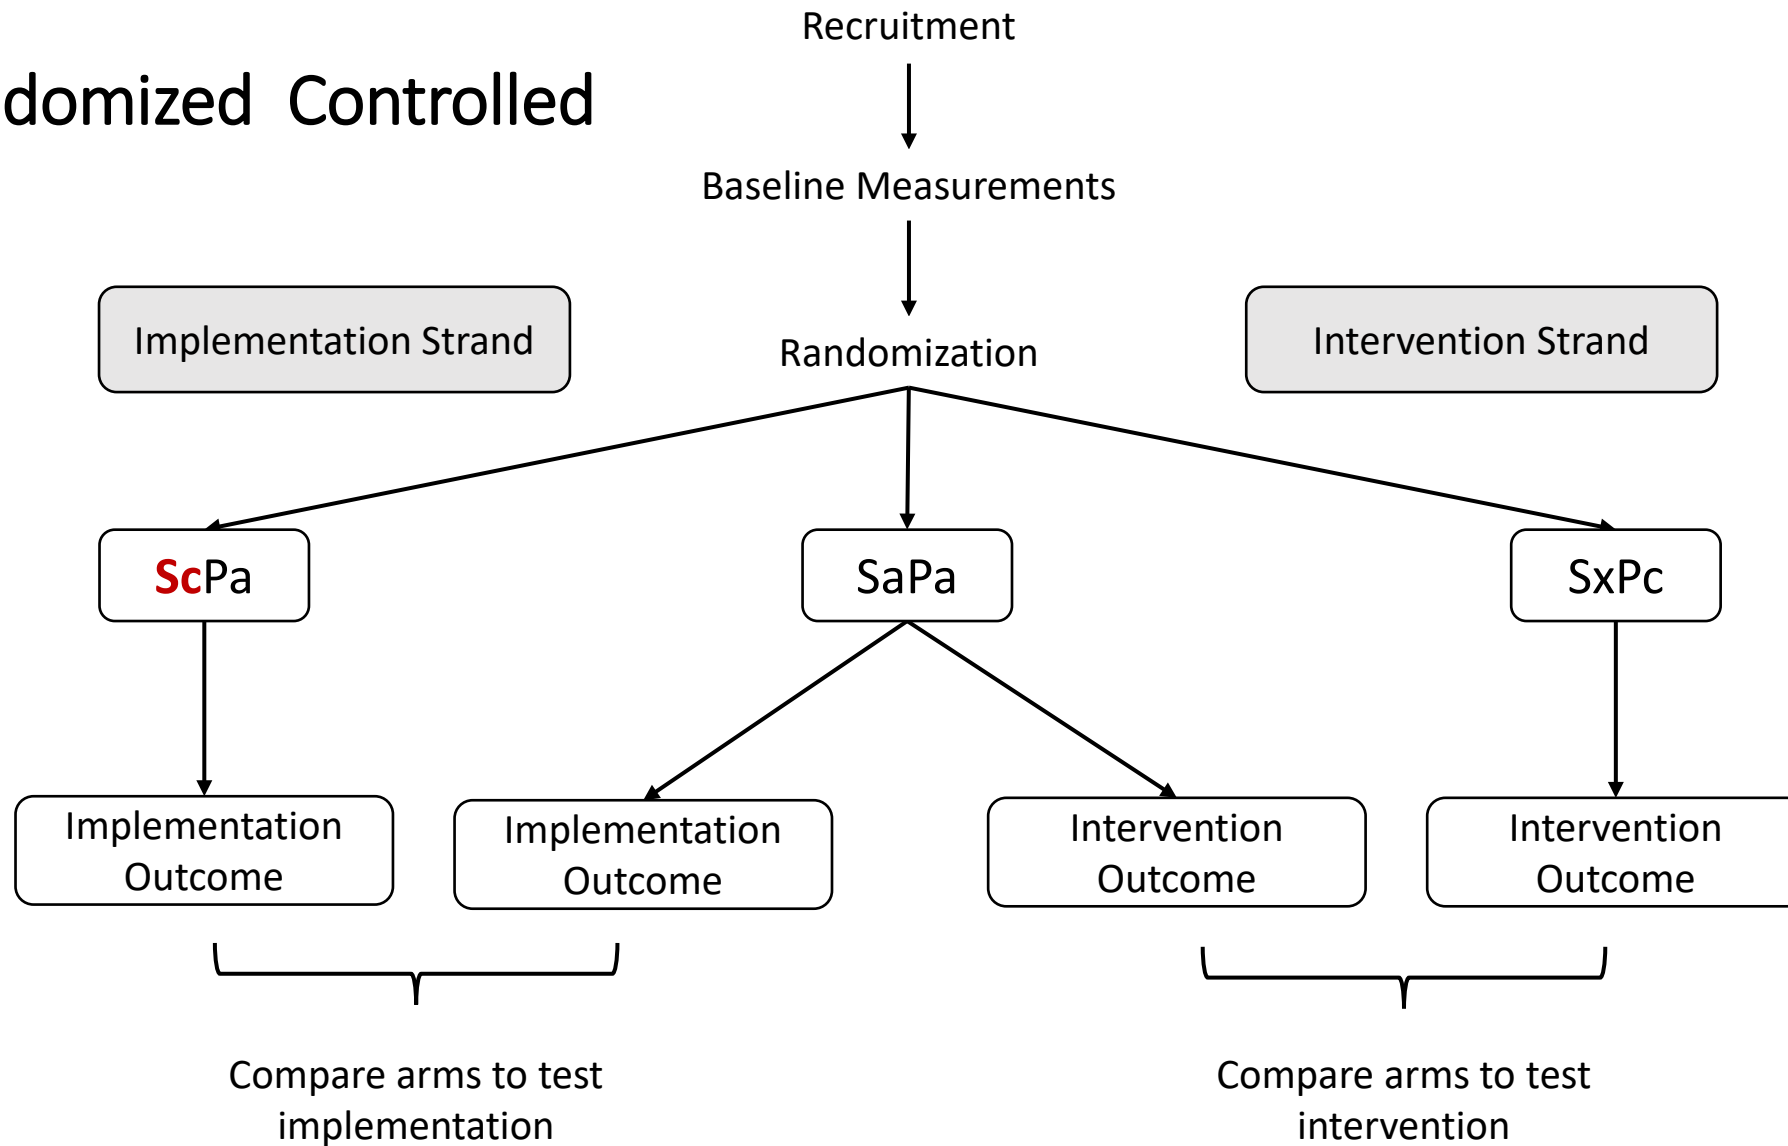 Recruitment
domized Controlled
Baseline Measurements
Implementation Strand
Randomization
Intervention Strand
ScPa
SaPa
SxPc
Implementation
Outcome
Implementation
Outcome
Intervention
Outcome
Intervention
Outcome
Compare arms to test
implementation
Compare arms to test
intervention